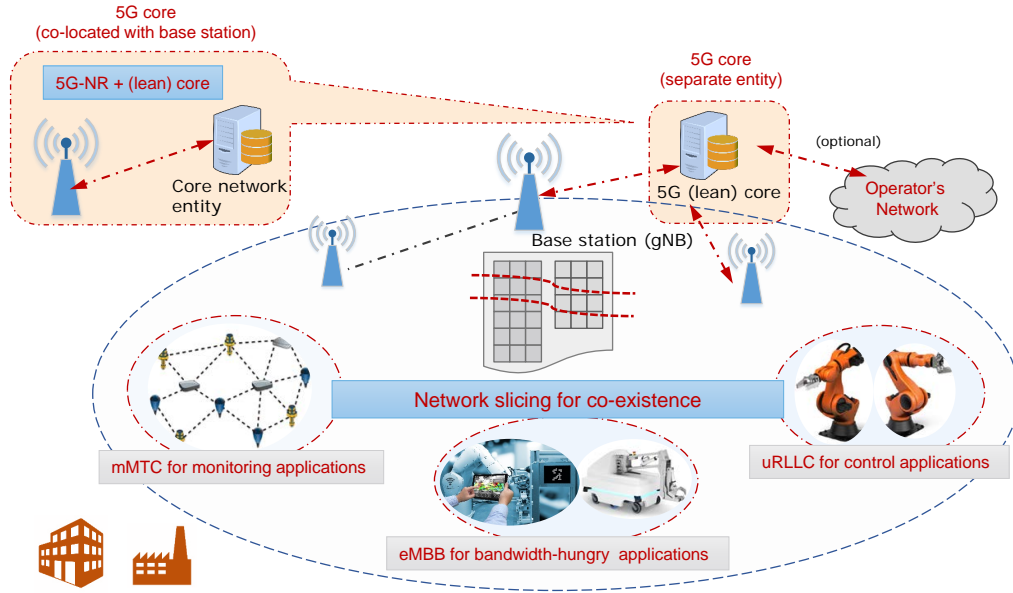 5G core
(co-located with base station)
5G-NR + (lean) core
Core network
entity
5G core
(separate entity)
5G (lean) core
(optional)
Operator's
Network
Base station (gNB)
Network slicing for co-existence
mMTC for monitoring applications
uRLLC for control applications
eMBB for bandwidth-hungry applications